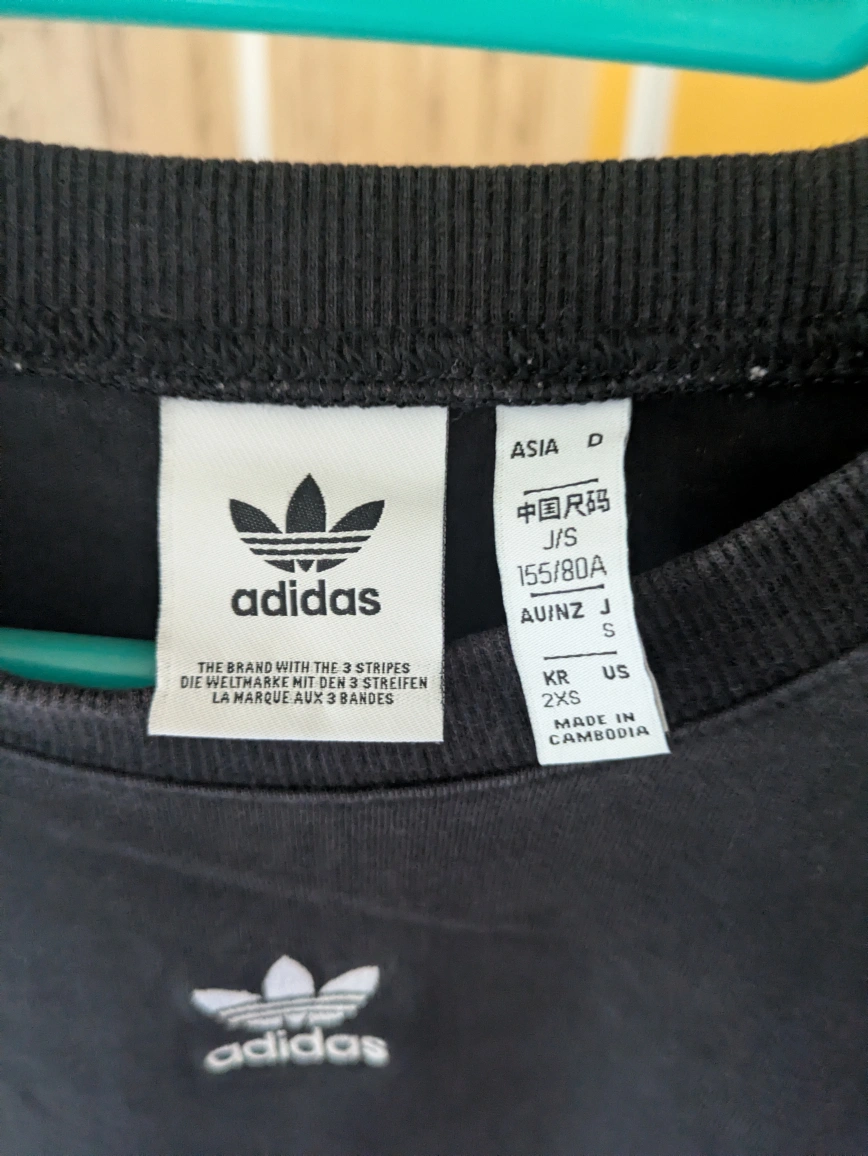 adidas
THE BRAND WITH THE 3 STRIPES
DIE WELTMARKE MIT DEN 3 STREIFEN
LA MARQUE AUX 3 BANDES
ASIA D
中国尺码
J/S
155/80A
AU/NZ J
S
KR US
2XS
MADE IN
CAMBODIA
adidas